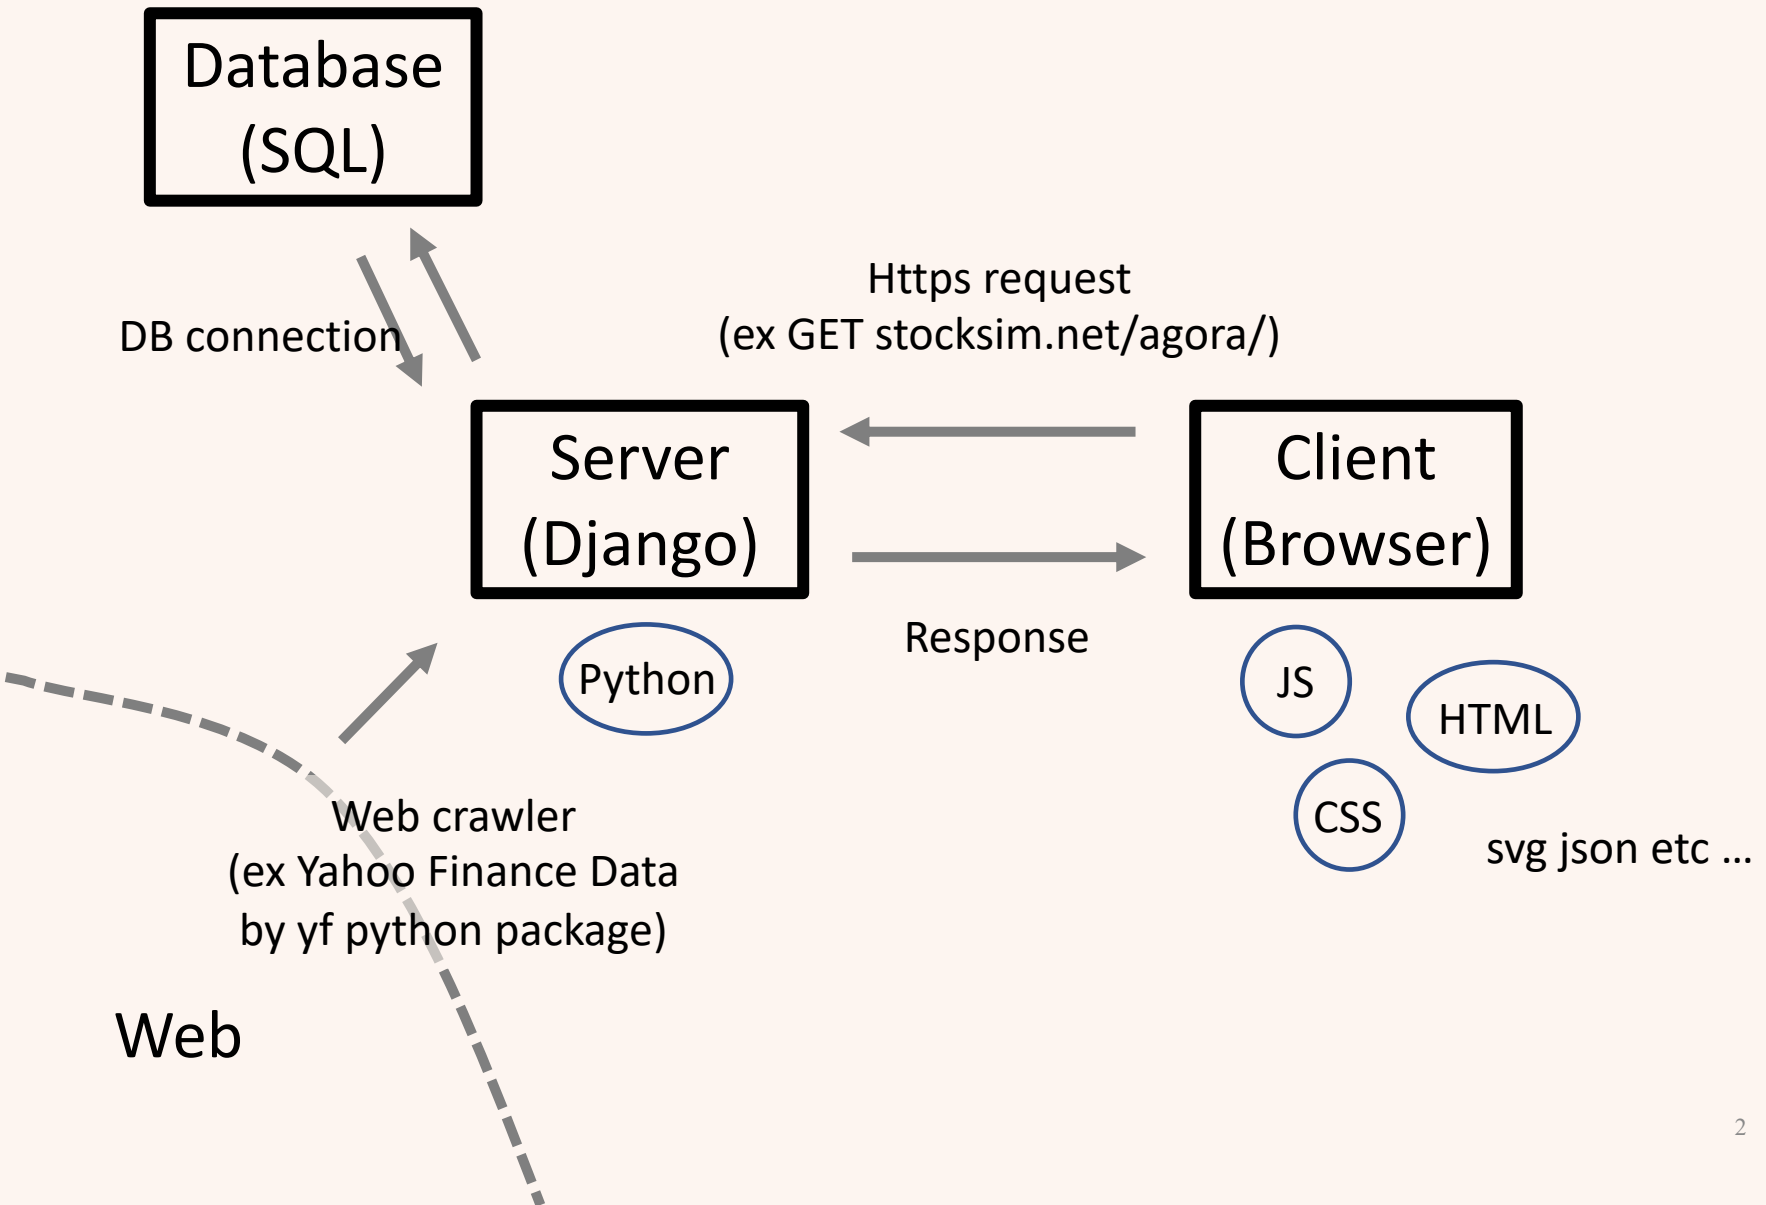 Database
(SQL)
DB connection
Https request
(ex GET stocksim.net/agora/)
Server
(Django)
Client
(Browser)
Response
Python
JS
HTML
CSS
svg json etc ...
Web crawler
(ex Yahoo Finance Data
by yf python package)
Web
2